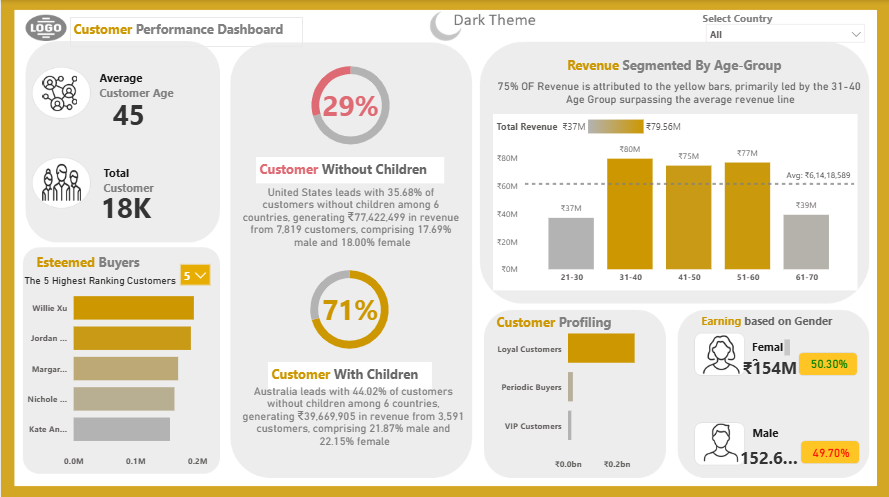 LOGO
Customer Performance Dashboard
Dark Theme
Select Country
All
Average
Customer Age
45
Total
Customer
18K
Esteemed Buyers
The 5 Highest Ranking Customers
5
Willie Xu
Jordan ...
Margar...
Nichole ...
Kate An...
0.0M 0.1M 0.2M
29%
Customer Without Children
United States leads with 35.68% of
customers without children among 6
countries, generating ₹77,422,499 in revenue
from 7,819 customers, comprising 17.69%
male and 18.00% female
71%
Customer With Children
Australia leads with 44.02% of customers
without children among 6 countries,
generating ₹39,669,905 in revenue from 3,591
customers, comprising 21.87% male and
22.15% female
Revenue Segmented By Age-Group
75% OF Revenue is attributed to the yellow bars, primarily led by the 31-40
Age Group surpassing the average revenue line
Total Revenue ₹37M ₹79.56M
₹80M
₹60M
₹40M
₹20M
₹0M
₹37M
₹80M
₹75M
₹77M
₹39M
Avg: ₹6,14,18,589
21-30 31-40 41-50 51-60 61-70
Customer Profiling
Loyal Customers
Periodic Buyers
VIP Customers
₹0.0bn ₹0.2bn
Earning based on Gender
Femal
₹154M
50.30%
Male
152.6...
49.70%